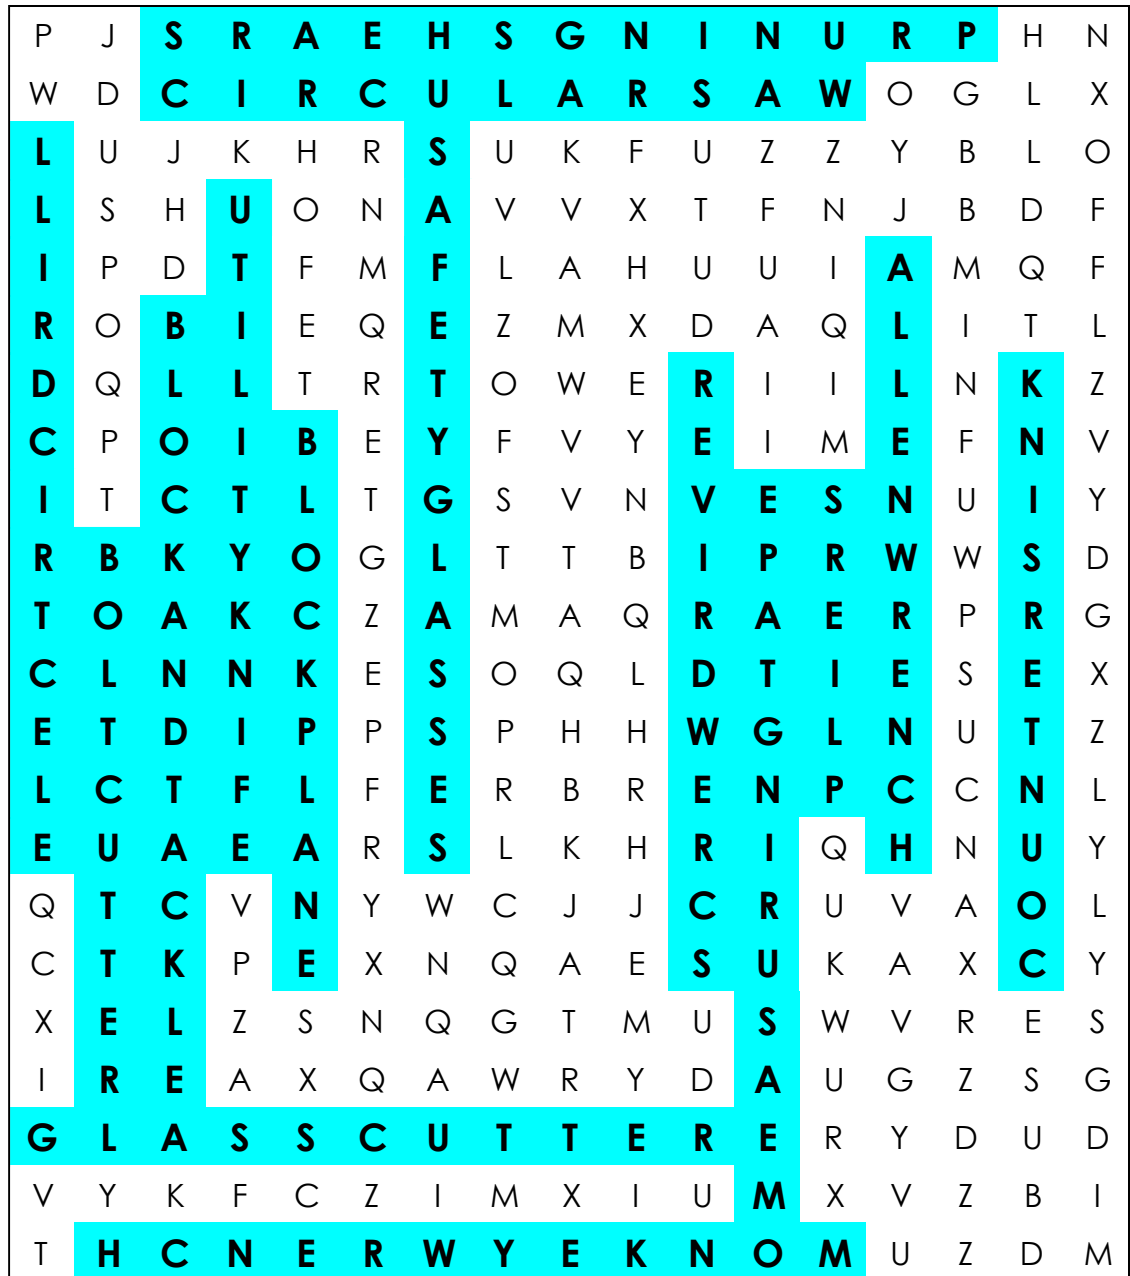 P J S R A E H S G N I N U R P H N
W D C I R C U L A R S A W O G L X
L U J K H R S U K F U Z Z Y B L O
L S H U O N A V V X T F N J B D F
I P D T F M F L A H U U I A M Q F
R O B I E Q E Z M X D A Q L I T L
D Q L L T R T O W E R I I L N K Z
C P O I B E Y F V Y E I M E F N V
I T C T L T G S V N V E S N U I Y
R B K Y O G L T T B I P R W W S D
T O A K C Z A M A Q R A E R P R G
C L N N K E S O Q L D T I E S E X
E T D I P P S P H H W G L N U T Z
L C T F L F E R B R E N P C C N L
E U A E A R S L K H R I Q H N U Y
Q T C V N Y W C J J C R U V A O L
C T K P E X N Q A E S U K A X C Y
X E L Z S N Q G T M U S W V R E S
I R E A X Q A W R Y D A U G Z S G
G L A S S C U T T E R E R Y D U D
V Y K F C Z I M X I U M X V Z B I
T H C N E R W Y E K N O M U Z D M